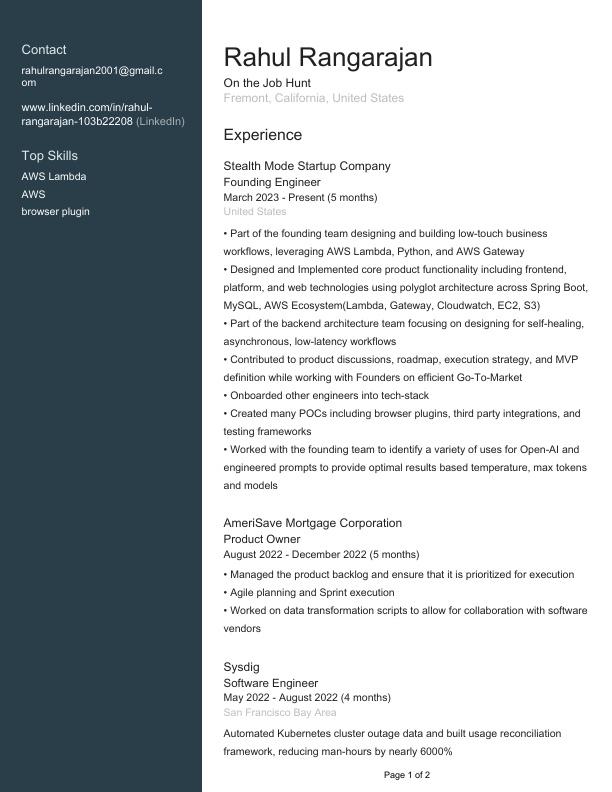 Contact
rahulrangarajan2001@gmail.c
om
www.linkedin.com/in/rahul-
rangarajan-103b22208 (LinkedIn)
Top Skills
AWS Lambda
AWS
browser plugin
Rahul Rangarajan
On the Job Hunt
Fremont, California, United States
Experience
Stealth Mode Startup Company
Founding Engineer
March 2023 - Present (5 months)
United States
• Part of the founding team designing and building low-touch business
workflows, leveraging AWS Lambda, Python, and AWS Gateway
• Designed and Implemented core product functionality including frontend,
platform, and web technologies using polyglot architecture across Spring Boot,
MySQL, AWS Ecosystem(Lambda, Gateway, Cloudwatch, EC2, S3)
• Part of the backend architecture team focusing on designing for self-healing,
asynchronous, low-latency workflows
• Contributed to product discussions, roadmap, execution strategy, and MVP
definition while working with Founders on efficient Go-To-Market
• Onboarded other engineers into tech-stack
• Created many POCs including browser plugins, third party integrations, and
testing frameworks
• Worked with the founding team to identify a variety of uses for Open-AI and
engineered prompts to provide optimal results based temperature, max tokens
and models
AmeriSave Mortgage Corporation
Product Owner
August 2022 - December 2022 (5 months)
• Managed the product backlog and ensure that it is prioritized for execution
• Agile planning and Sprint execution
• Worked on data transformation scripts to allow for collaboration with software
vendors
Sysdig
Software Engineer
May 2022 - August 2022 (4 months)
San Francisco Bay Area
Automated Kubernetes cluster outage data and built usage reconciliation
framework, reducing man-hours by nearly 6000%
Page 1 of 2